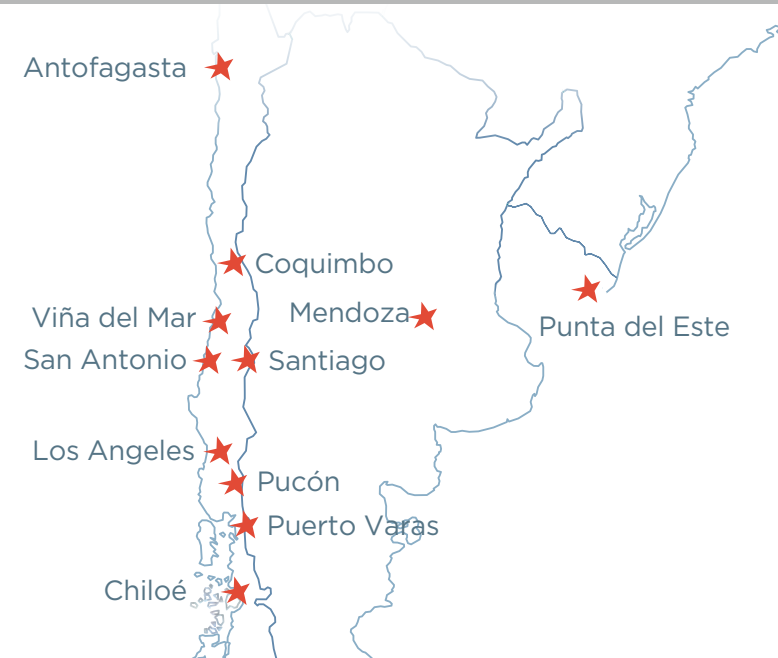 Antofagasta
Coquimbo
Viña del Mar
Mendoza
Punta del Este
San Antonio
Santiago
Los Angeles
Pucón
Puerto Varas
Chiloé